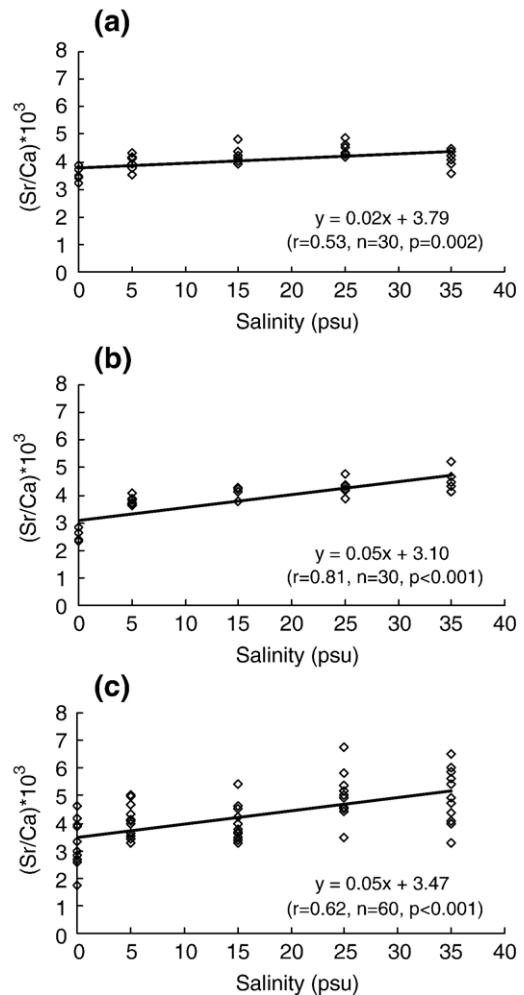 (a)
(Sr/Ca)*10³
8
7
6
5
4
3
2
1
0
y = 0.02x + 3.79
(r=0.53, n=30, p=0.002)
0 5 10 15 20 25 30 35 40
Salinity (psu)
(b)
(Sr/Ca)*10³
8
7
6
5
4
3
2
1
0
y = 0.05x + 3.10
(r=0.81, n=30, p<0.001)
0 5 10 15 20 25 30 35 40
Salinity (psu)
(c)
(Sr/Ca)*10³
8
7
6
5
4
3
2
1
0
y = 0.05x + 3.47
(r=0.62, n=60, p<0.001)
0 5 10 15 20 25 30 35 40
Salinity (psu)